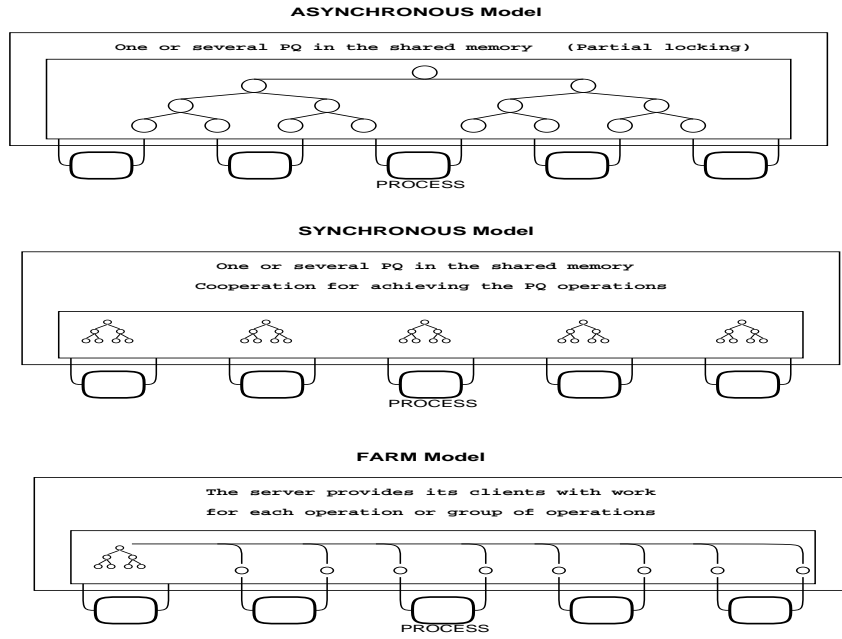 ASYNCHRONOUS Model
One or several PQ in the shared memory (Partial locking)
PROCESS
SYNCHRONOUS Model
One or several PQ in the shared memory
Cooperation for achieving the PQ operations
PROCESS
FARM Model
The server provides its clients with work
for each operation or group of operations
PROCESS